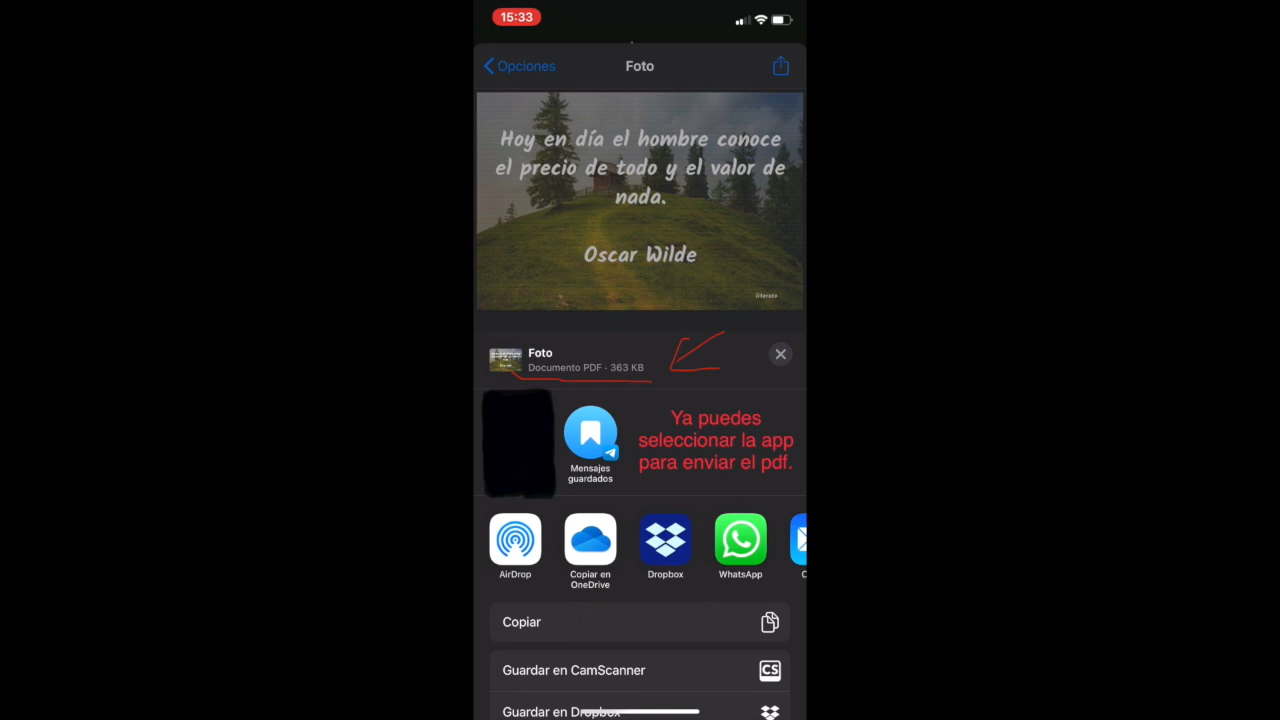 15:33
Opciones
Foto
Hoy en día el hombre conoce
el precio de todo y el valor de
nada.
Oscar Wilde
literato
Foto
Documento PDF · 363 KB
Ya puedes
seleccionar la app
para enviar el pdf.
Mensajes
guardados
AirDrop
Copiar en
OneDrive
Dropbox
WhatsApp
C
Copiar
Guardar en CamScanner
CS
Guardar en Dropbox